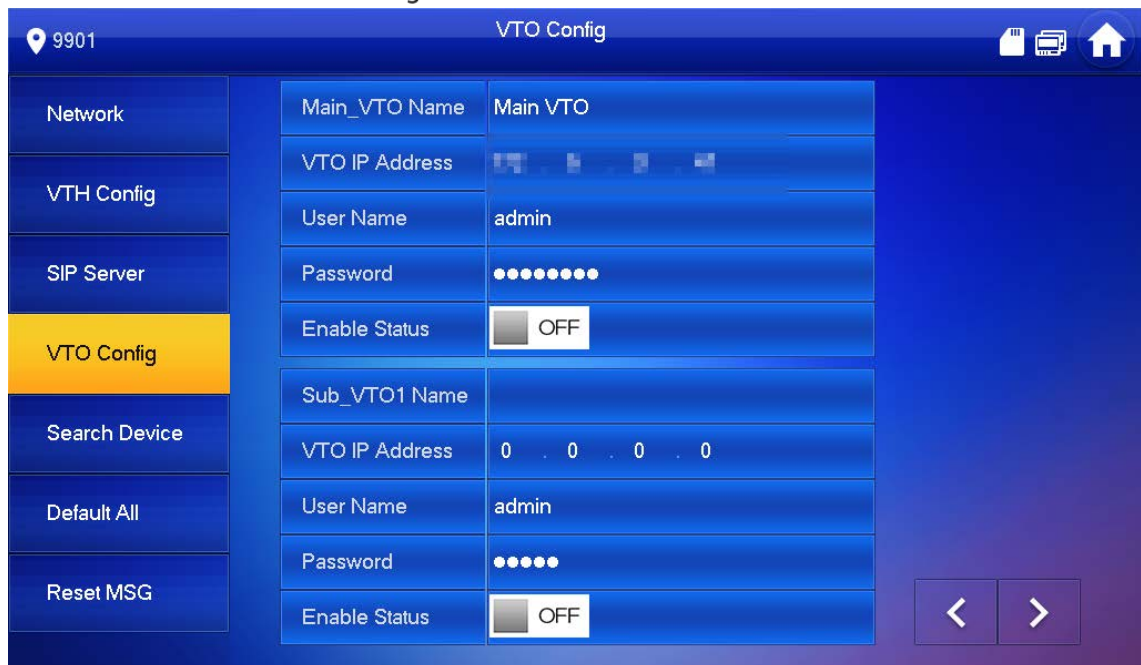 9901
VTO Config
Network
VTH Config
SIP Server
VTO Config
Search Device
Default All
Reset MSG
Main_VTO Name Main VTO
VTO IP Address
User Name admin
Password ●●●●●●●●
Enable Status OFF
Sub_VTO1 Name
VTO IP Address 0 . 0 . 0 . 0
User Name admin
Password ●●●●●
Enable Status OFF